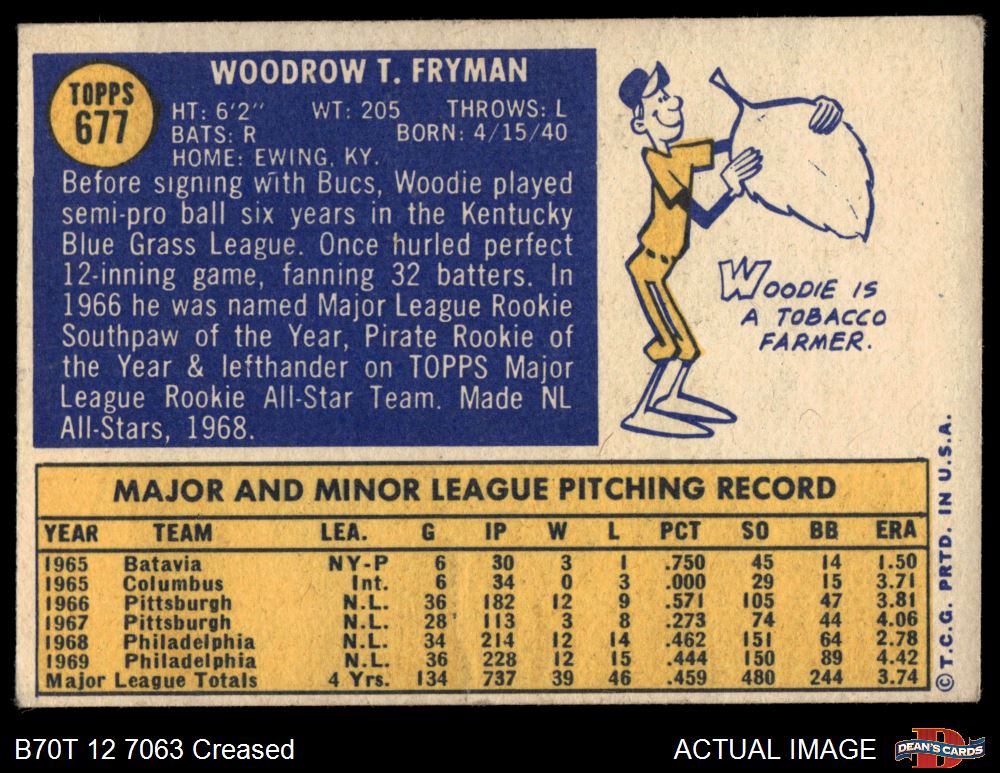 TOPPS
677
WOODROW T. FRYMAN
HT: 6'2" WT: 205 THROWS: L
BATS: R BORN: 4/15/40
HOME: EWING, KY.
Before signing with Bucs, Woodie played
semi-pro ball six years in the Kentucky
Blue Grass League. Once hurled perfect
12-inning game, fanning 32 batters. In
1966 he was named Major League Rookie
Southpaw of the Year, Pirate Rookie of
the Year & lefthander on TOPPS Major
League Rookie All-Star Team. Made NL
All-Stars, 1968.
WOODIE IS
A TOBACCO
FARMER.
MAJOR AND MINOR LEAGUE PITCHING RECORD
YEAR TEAM LEA. G IP W L PCT SO BB ERA
1965 Batavia NY-P 6 30 3 1 .750 45 14 1.50
1965 Columbus Int. 6 34 0 3 .000 29 15 3.71
1966 Pittsburgh N.L. 36 182 12 9 .571 105 47 3.81
1967 Pittsburgh N.L. 28 113 3 8 .273 74 44 4.06
1968 Philadelphia N.L. 34 214 12 14 .462 151 64 2.78
1969 Philadelphia N.L. 36 228 12 15 .444 150 89 4.42
Major League Totals 4 Yrs. 134 737 39 46 .459 480 244 3.74
© T.C.G. PRTD. IN U.S.A.
B70T 12 7063 Creased
ACTUAL IMAGE
D
DEAN'S CARDS